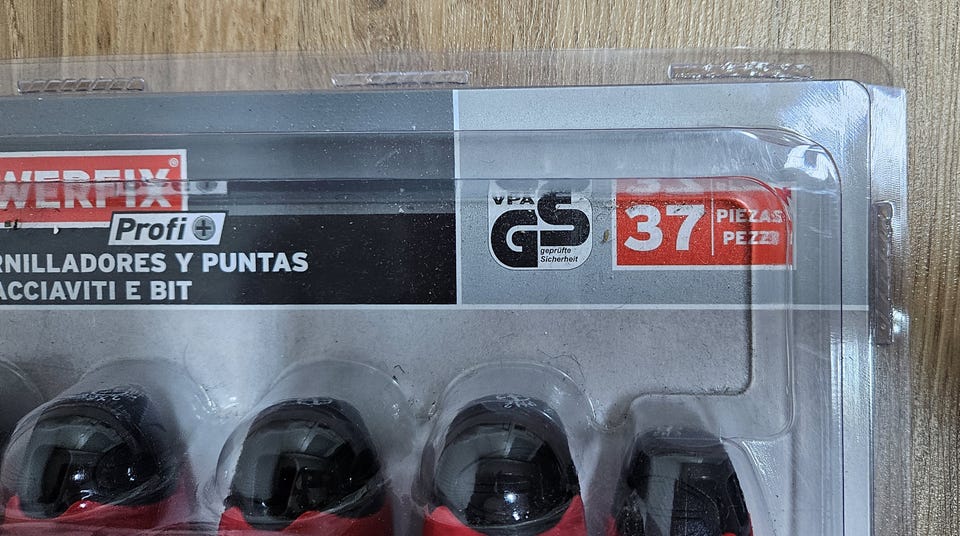 WERFIX®
Profi+
RNILLADORES Y PUNTAS
ACCIAVITI E BIT
VPA
GS
geprüfte
Sicherheit
37
PIEZAS
PEZZI